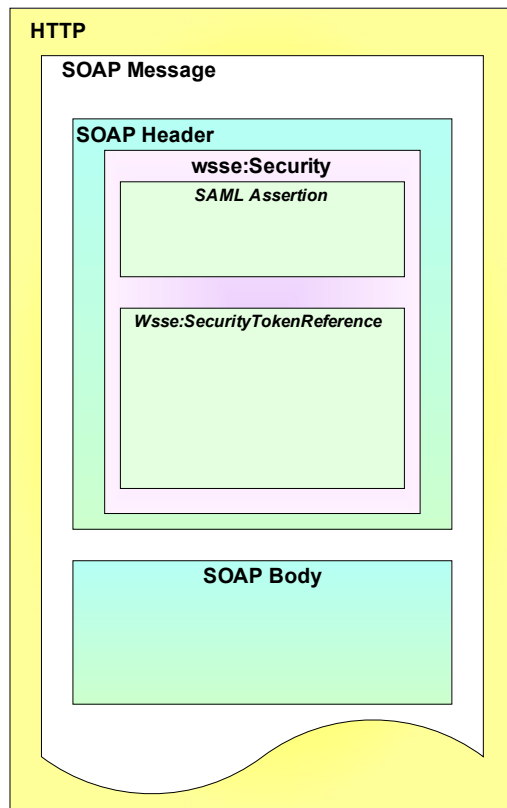 HTTP
SOAP Message
SOAP Header
wsse:Security
SAML Assertion
Wsse:SecurityTokenReference
SOAP Body